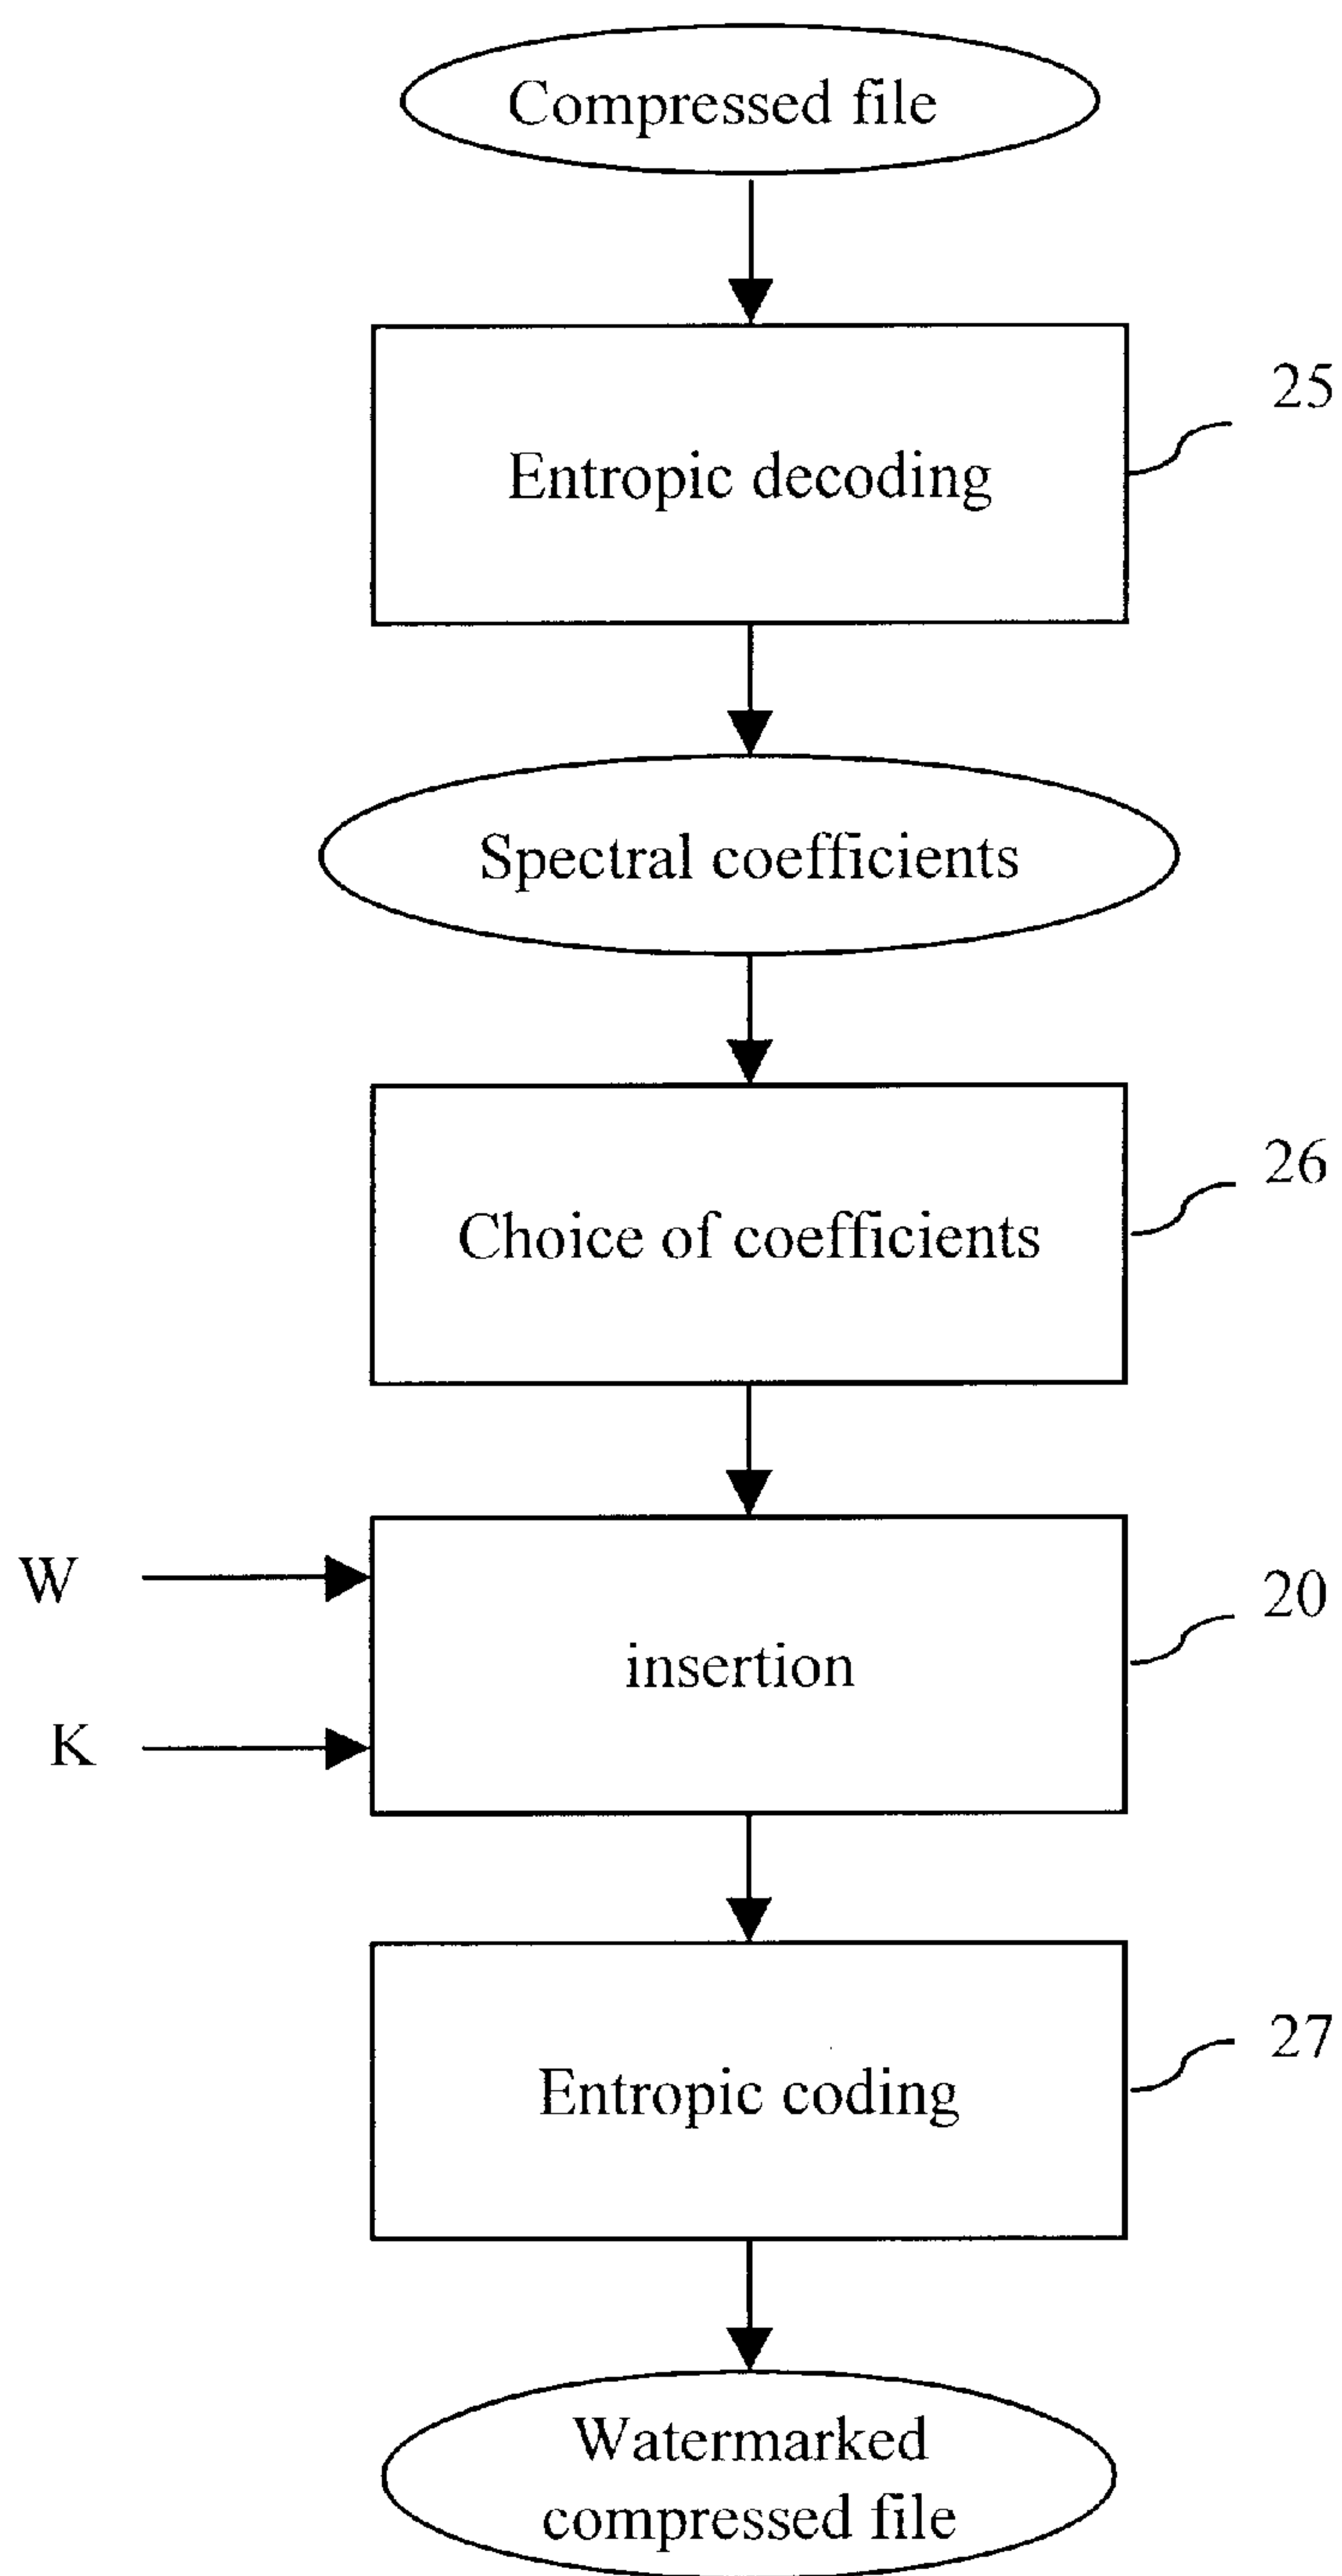 Compressed file
25
Entropic decoding
Spectral coefficients
26
Choice of coefficients
W
20
insertion
K
27
Entropic coding
Watermarked
compressed file